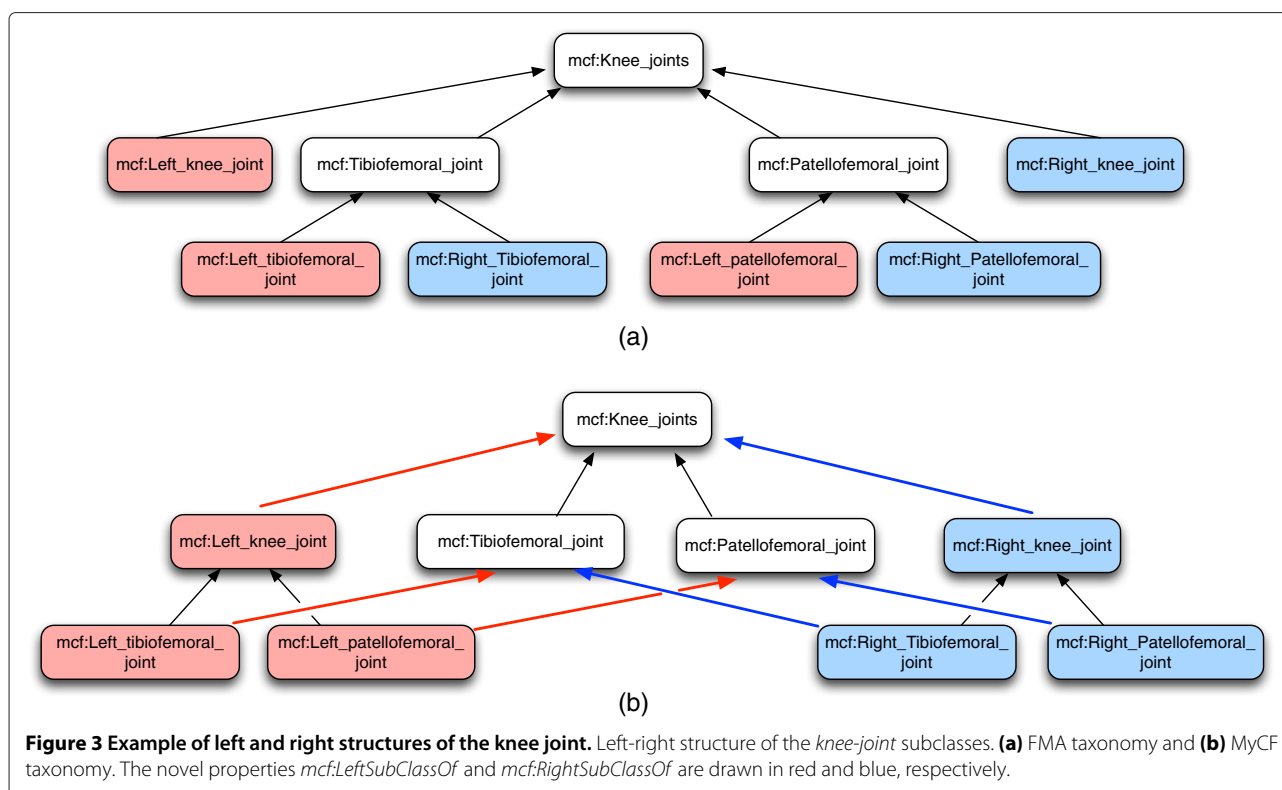 mcf:Knee_joints
mcf:Left_knee_joint
mcf:Tibiofemoral_joint
mcf:Patellofemoral_joint
mcf:Right_knee_joint
mcf:Left_tibiofemoral_
joint
mcf:Right_Tibiofemoral_
joint
mcf:Left_patellofemoral_
joint
mcf:Right_Patellofemoral_
joint
(a)
mcf:Knee_joints
mcf:Left_knee_joint
mcf:Tibiofemoral_joint
mcf:Patellofemoral_joint
mcf:Right_knee_joint
mcf:Left_tibiofemoral_
joint
mcf:Left_patellofemoral_
joint
mcf:Right_Tibiofemoral_
joint
mcf:Right_Patellofemoral_
joint
(b)
Figure 3 Example of left and right structures of the knee joint. Left-right structure of the knee-joint subclasses. (a) FMA taxonomy and (b) MyCF
taxonomy. The novel properties mcf:LeftSubClassOf and mcf:RightSubClassOf are drawn in red and blue, respectively.